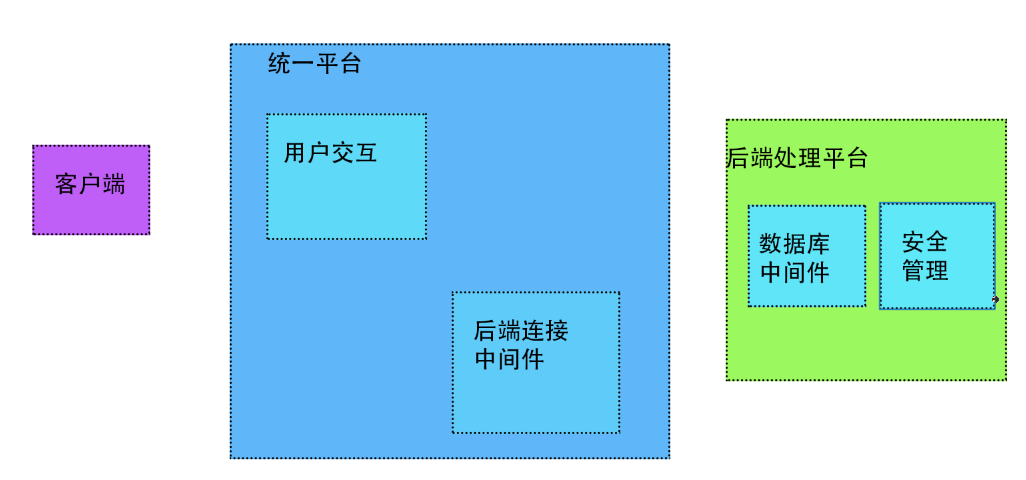 统一平台
用户交互
客户端
后端处理平台
数据库
中间件
安全
管理
后端连接
中间件